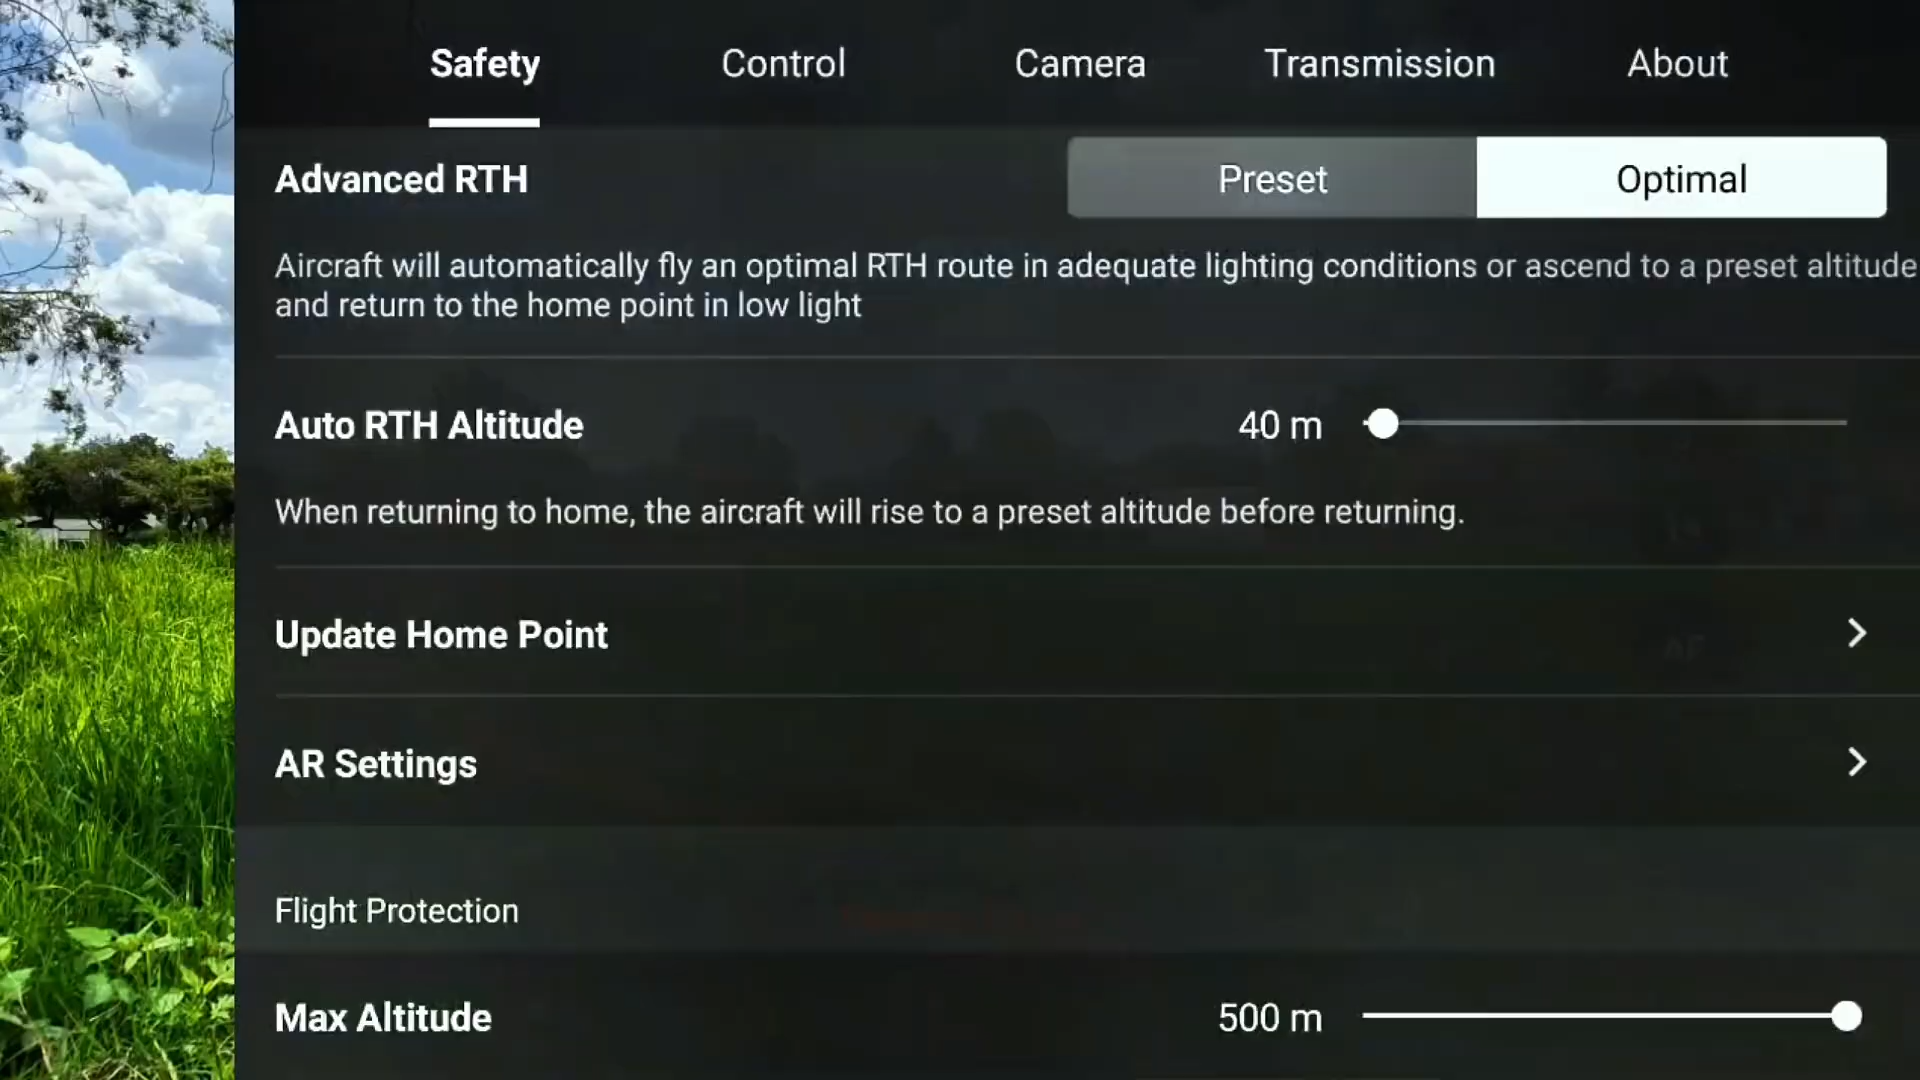 Safety Control Camera Transmission About
Advanced RTH Preset Optimal
Aircraft will automatically fly an optimal RTH route in adequate lighting conditions or ascend to a preset altitude
and return to the home point in low light
Auto RTH Altitude 40 m
When returning to home, the aircraft will rise to a preset altitude before returning.
Update Home Point
AR Settings
Flight Protection
Max Altitude 500 m